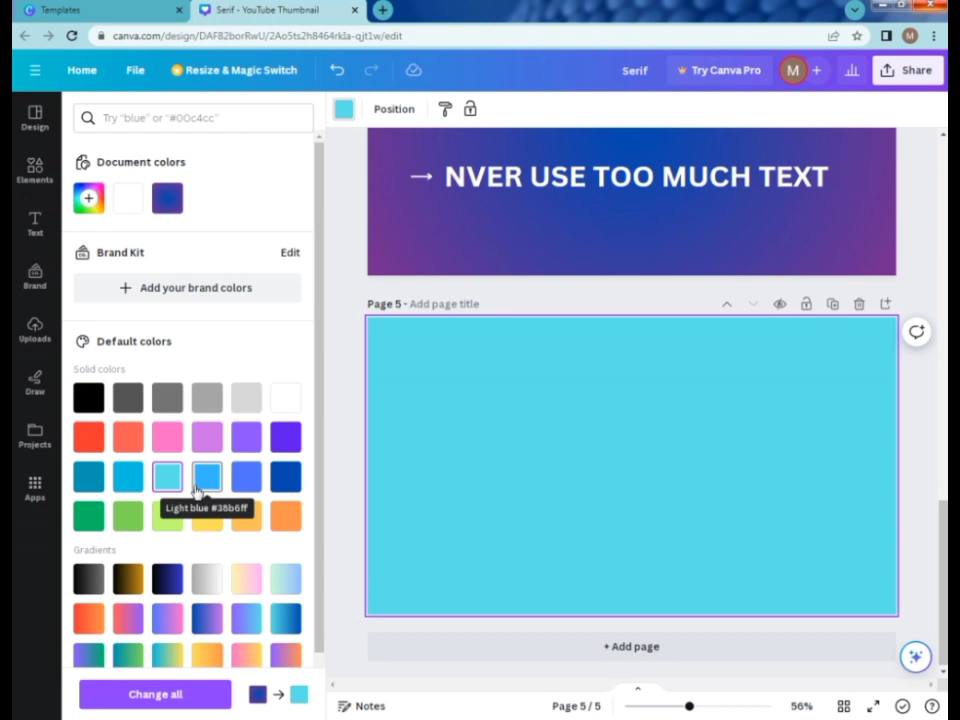 Templates
Serif - YouTube Thumbnail
canva.com/design/DAF82borRwU/2Ao5ts2h8464rkIa-qjt1w/edit
M
Home
File
Resize & Magic Switch
Serif
Try Canva Pro
M
Share
Design
Elements
Text
Brand
Uploads
Draw
Projects
Apps
Try "blue" or "#00c4cc"
Document colors
Brand Kit
Edit
Add your brand colors
Default colors
Solid colors
Light blue #38b6ff
Gradients
Change all
Position
→ NVER USE TOO MUCH TEXT
Page 5 - Add page title
+ Add page
Notes
Page 5 / 5
56%